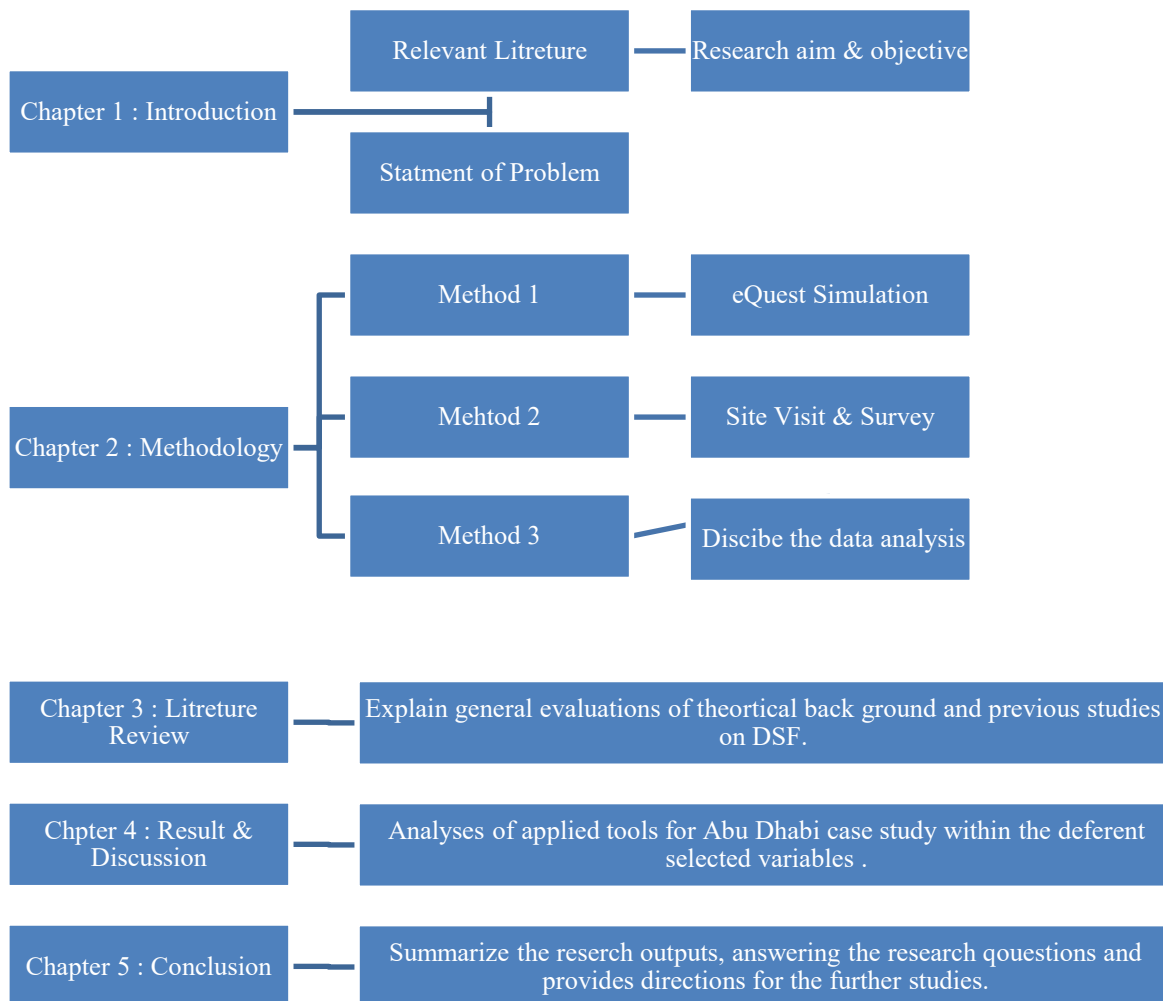 Relevant Litreture
Research aim & objective
Chapter 1 : Introduction
Statment of Problem
Method 1
eQuest Simulation
Mehtod 2
Site Visit & Survey
Chapter 2 : Methodology
Method 3
Discibe the data analysis
Chapter 3 : Litreture
Review
Explain general evaluations of theortical back ground and previous studies
on DSF.
Chpter 4 : Result &
Discussion
Analyses of applied tools for Abu Dhabi case study within the deferent
selected variables .
Chapter 5 : Conclusion
Summarize the reserch outputs, answering the research qouestions and
provides directions for the further studies.